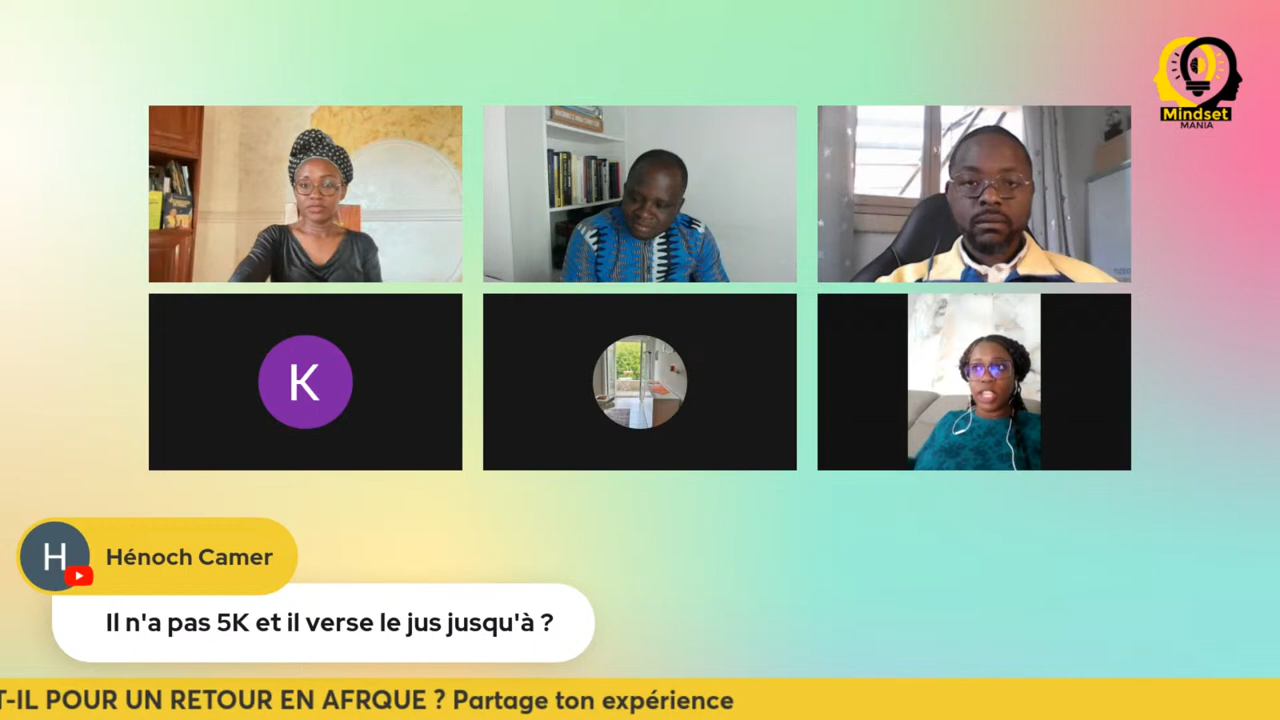 Mindset
MANIA
K
H
Hénoch Camer
Il n'a pas 5K et il verse le jus jusqu'à ?
T-IL POUR UN RETOUR EN AFRQUE ? Partage ton expérience